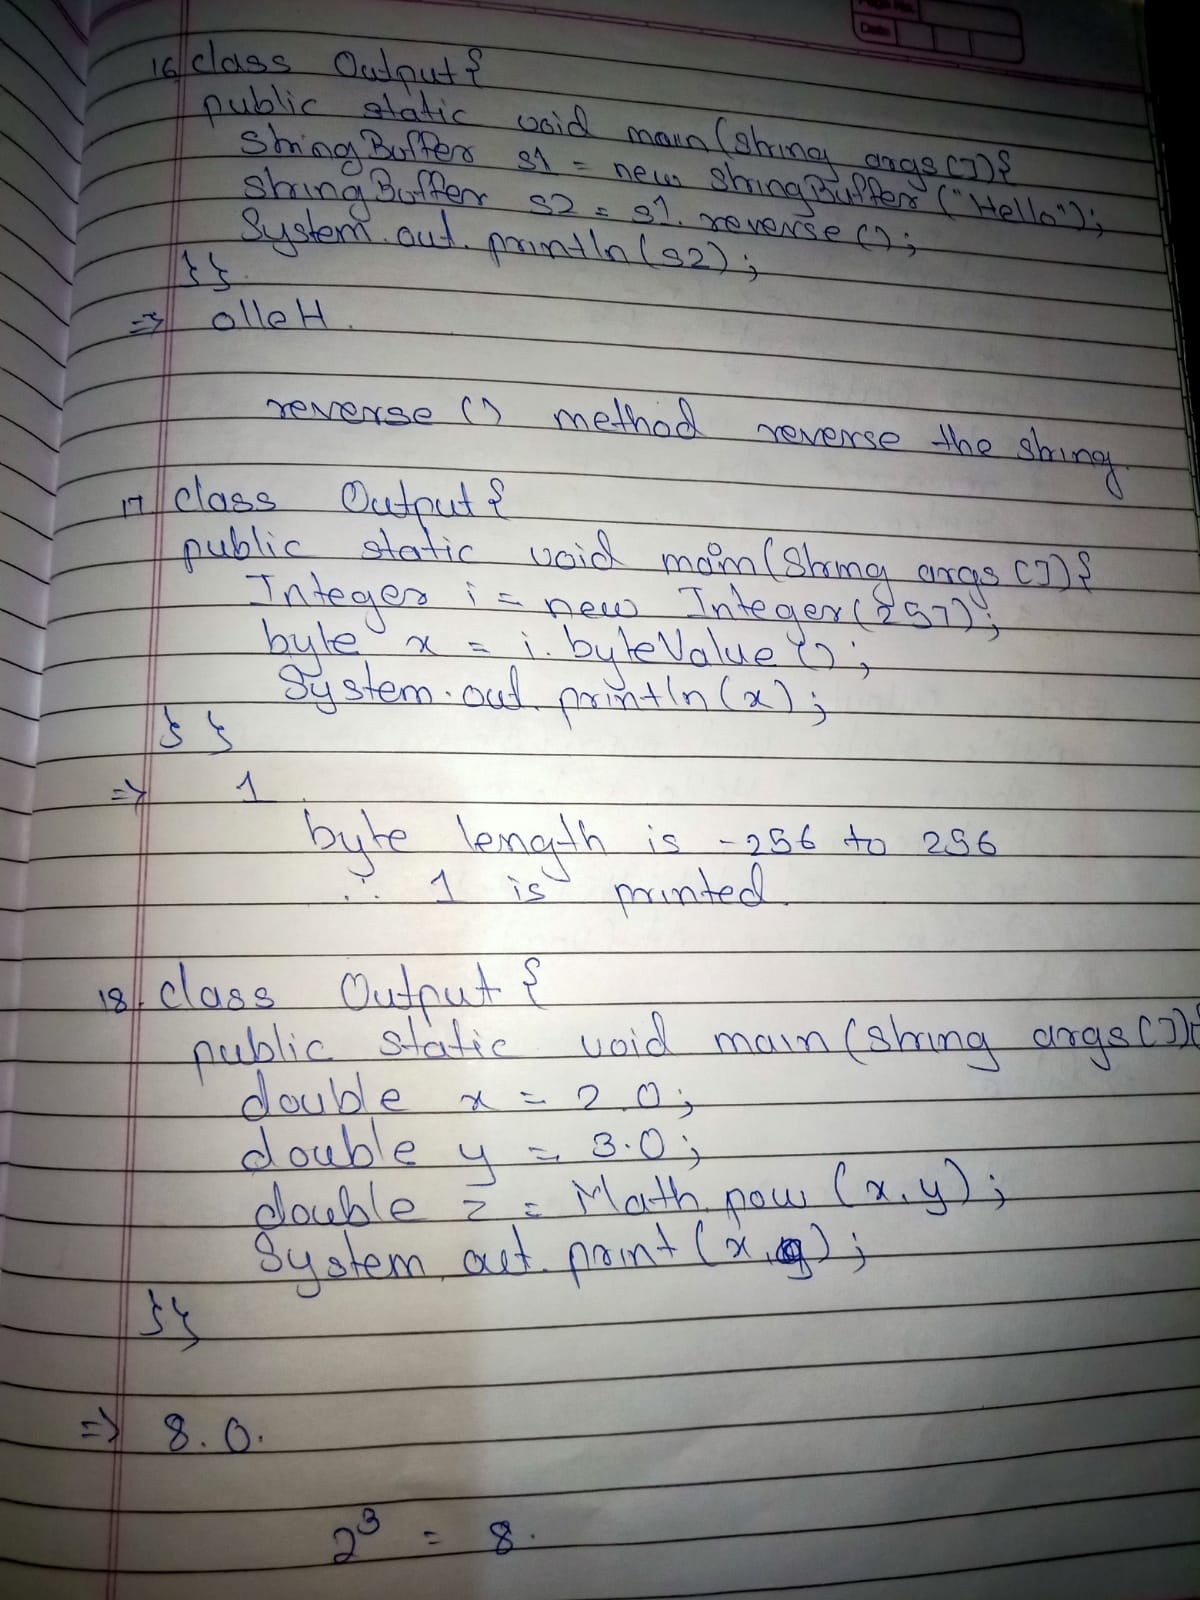 Page No.
Date
16 class Output {
public static void main (String args []) {
StringBuffer s1 = new StringBuffer ("Hello");
StringBuffer s2 = s1. reverse ();
System. out. println (s2);
}}
=> olleH.
reverse () method reverse the string.
17 class Output {
public static void main (String args []) {
Integer i = new Integer (257);
byte x = i. byteValue ();
System. out. println (x);
} }
=> 1
byte length is -256 to 256
∴ 1 is printed.
18. class Output {
public static void main (String args []) {
double x = 2.0;
double y = 3.0;
double z = Math. pow (x, y);
System. out. print (x, y);
}}
=> 8.0.
2³ = 8.